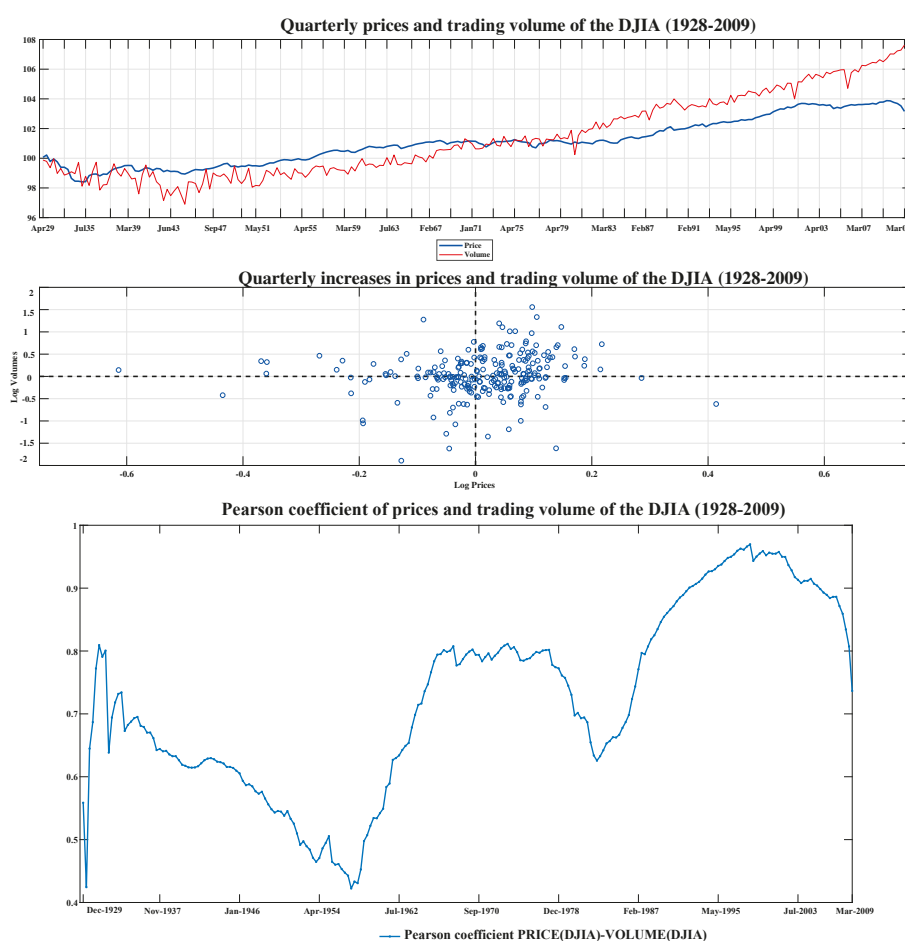 Quarterly prices and trading volume of the DJIA (1928-2009)
108
106
104
102
100
98
96
Apr29 Jul35 Mar39 Jun43 Sep47 May51 Apr55 Mar59 Jul63 Feb67 Jan71 Apr75 Apr79 Mar83 Feb87 Feb91 May95 Apr99 Apr03 Mar07 Mar0
Price
Volume
Quarterly increases in prices and trading volume of the DJIA (1928-2009)
2
1.5
1
0.5
0
-0.5
-1
-1.5
-2
Log Volumes
-0.6 -0.4 -0.2 0 0.2 0.4 0.6
Log Prices
Pearson coefficient of prices and trading volume of the DJIA (1928-2009)
1
0.9
0.8
0.7
0.6
0.5
0.4
Dec-1929 Nov-1937 Jan-1946 Apr-1954 Jul-1962 Sep-1970 Dec-1978 Feb-1987 May-1995 Jul-2003 Mar-2009
Pearson coefficient PRICE(DJIA)-VOLUME(DJIA)